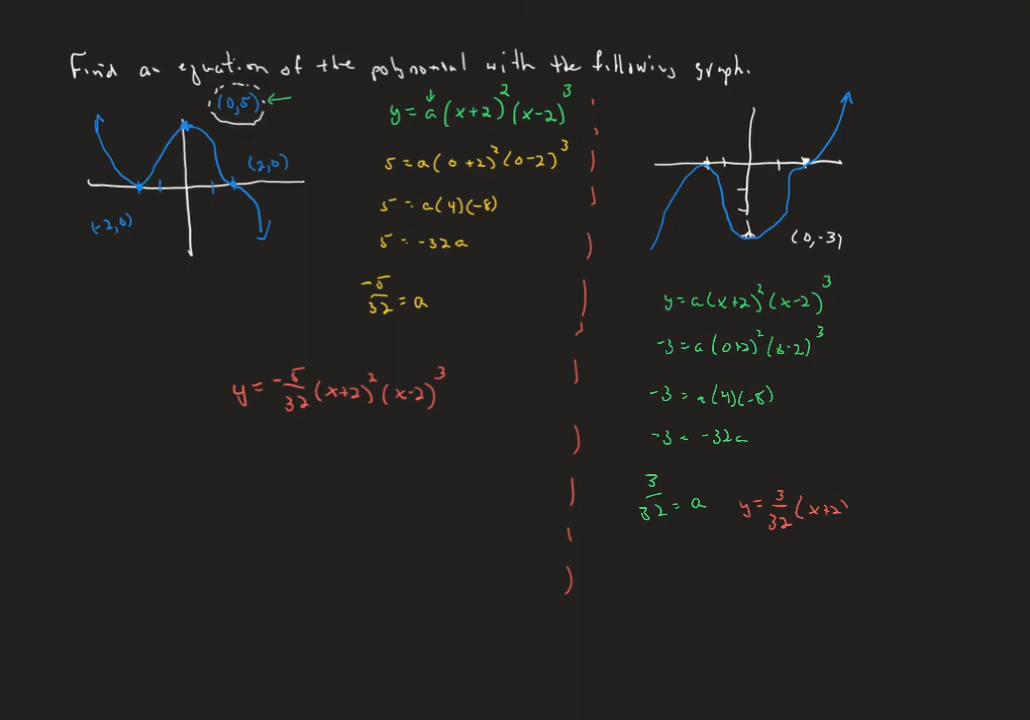 Find an equation of the polynomial with the following graph.
(0,5)
(2,0)
(-2,0)
y = a(x+2)²(x-2)³
5 = a(0+2)²(0-2)³
5 = a(4)(-8)
5 = -32a
-5/32 = a
y = -5/32 (x+2)²(x-2)³
(0,-3)
y = a(x+2)²(x-2)³
-3 = a(0+2)²(0-2)³
-3 = a(4)(-8)
-3 = -32a
3/32 = a
y = 3/32 (x+2)